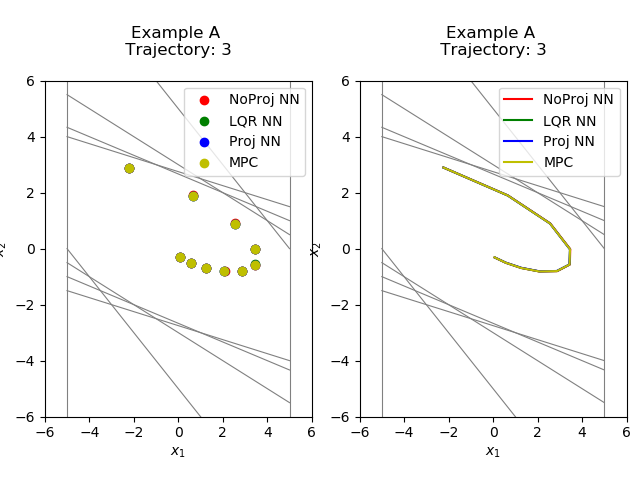 Example A
Trajectory: 3
NoProj NN
LQR NN
Proj NN
MPC
6
4
2
0
−2
−4
−6
−6 −4 −2 0 2 4 6
x₁
x₂
Example A
Trajectory: 3
NoProj NN
LQR NN
Proj NN
MPC
6
4
2
0
−2
−4
−6
−6 −4 −2 0 2 4 6
x₁
x₂